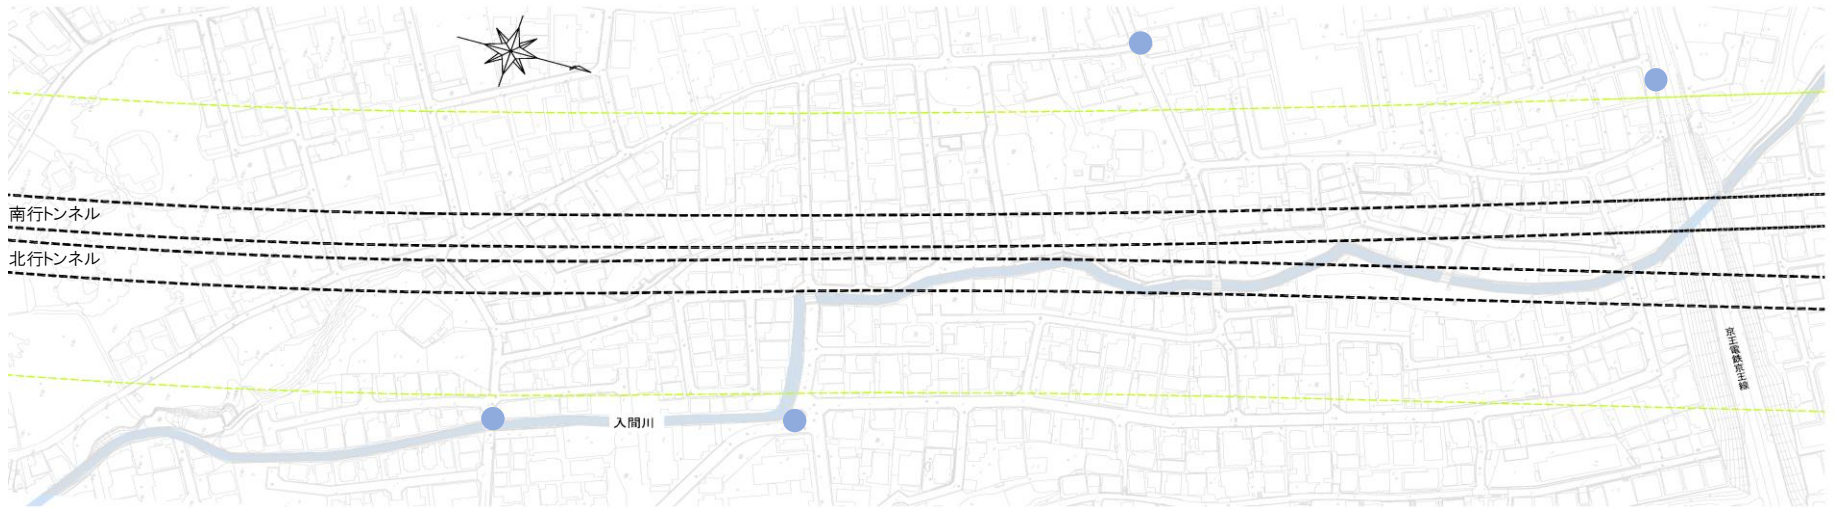 南行トンネル
北行トンネル
京王電鉄京王線
入間川